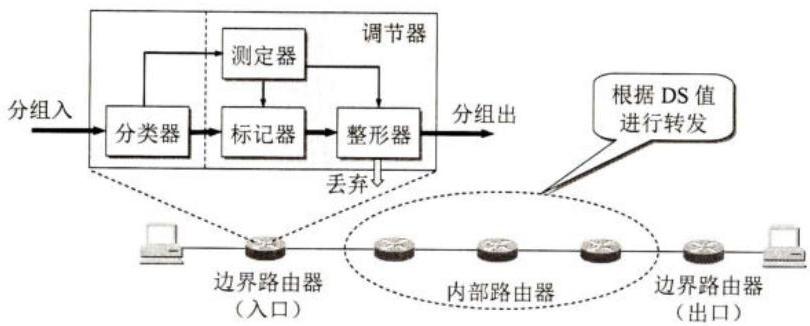 调节器
测定器
分组入
分类器
标记器
整形器
分组出
丢弃
根据 DS 值
进行转发
边界路由器
（入口）
内部路由器
边界路由器
（出口）